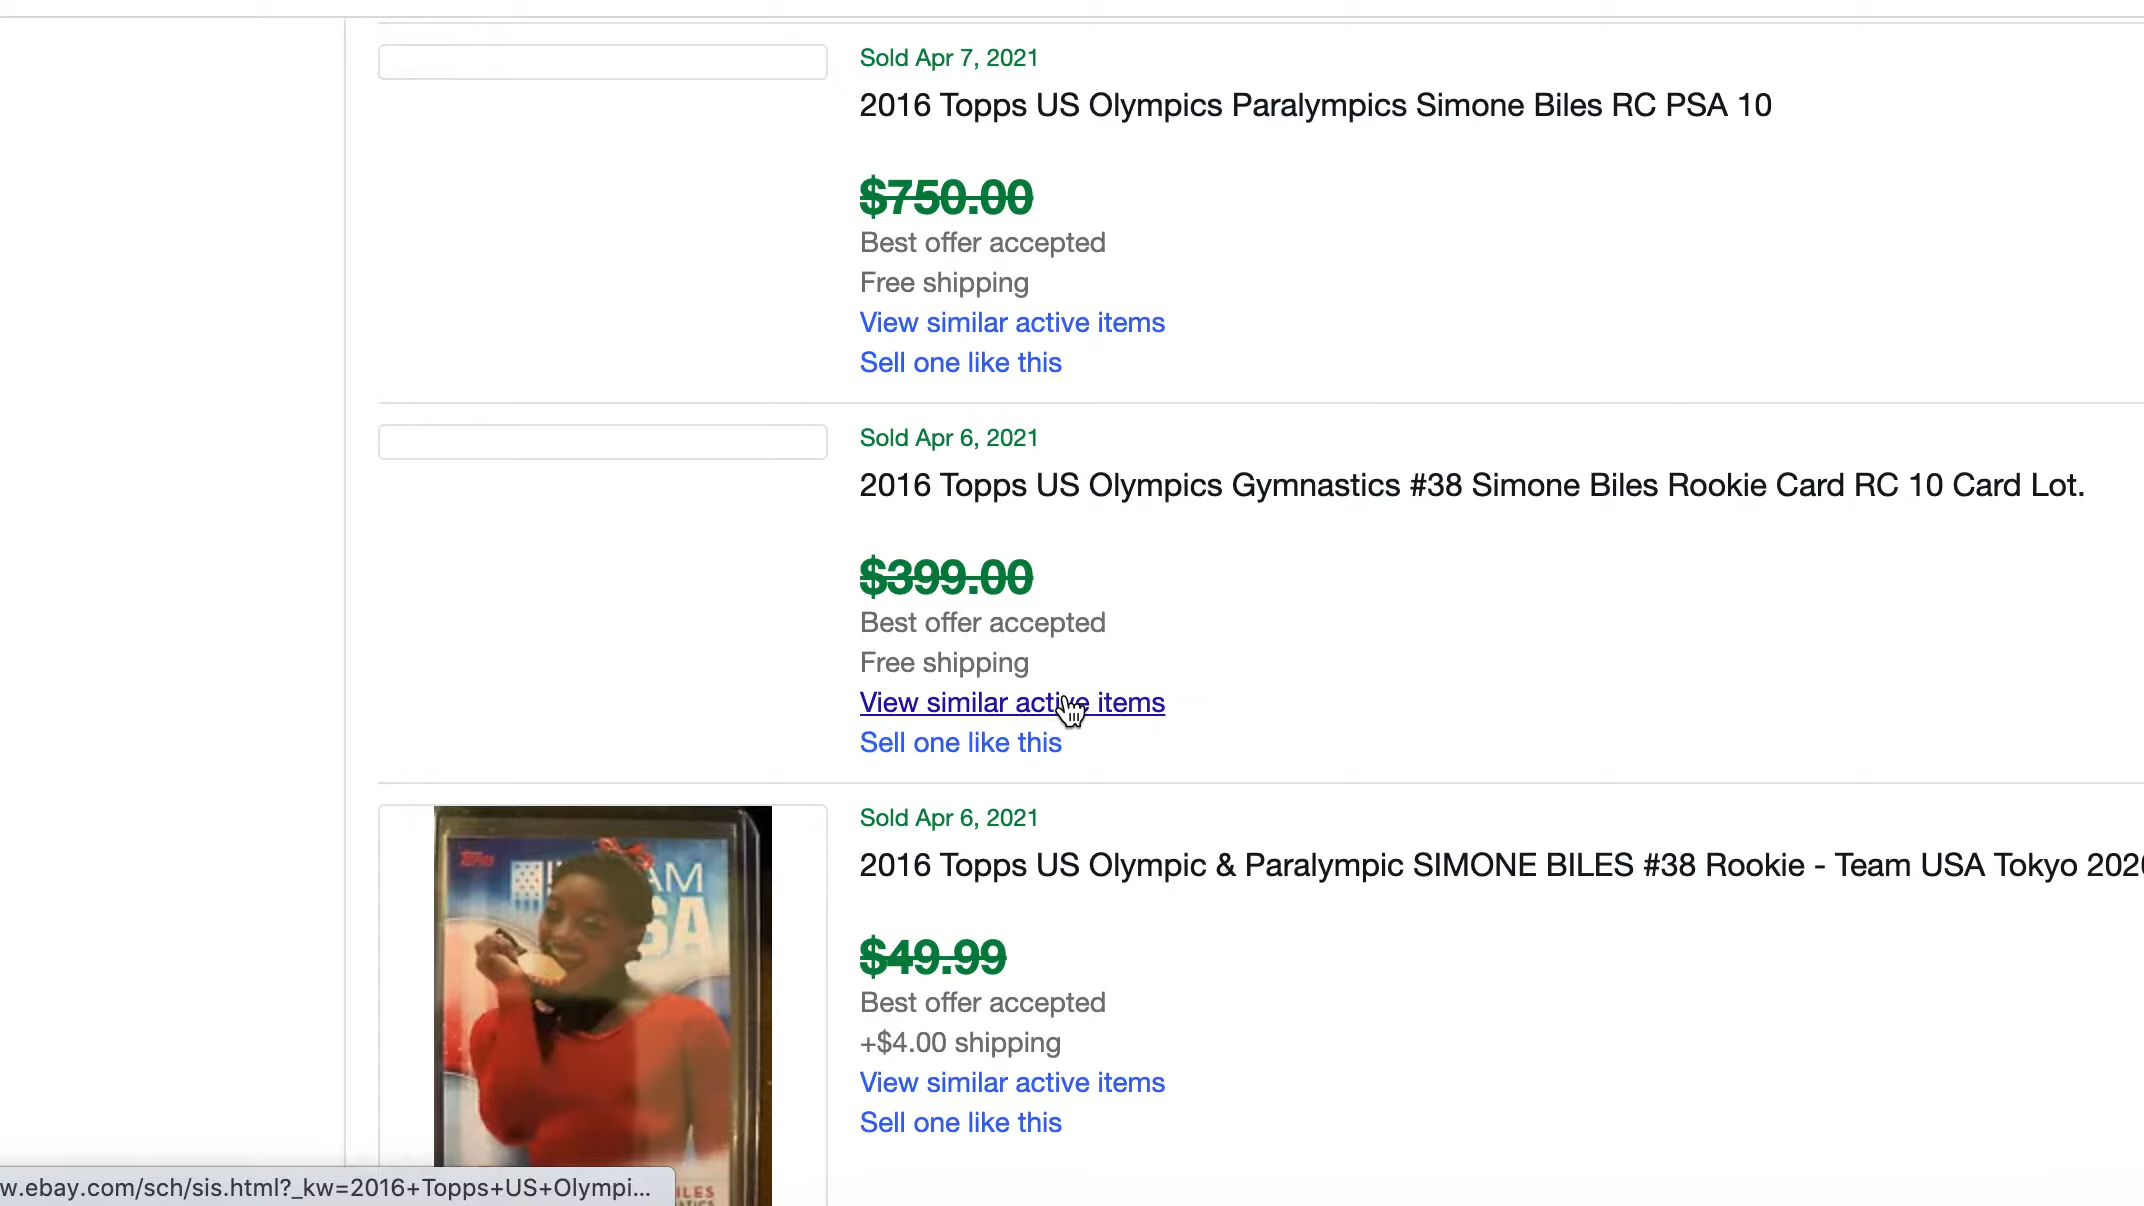 Sold Apr 7, 2021
2016 Topps US Olympics Paralympics Simone Biles RC PSA 10
$750.00
Best offer accepted
Free shipping
View similar active items
Sell one like this
Sold Apr 6, 2021
2016 Topps US Olympics Gymnastics #38 Simone Biles Rookie Card RC 10 Card Lot.
$399.00
Best offer accepted
Free shipping
View similar active items
Sell one like this
Sold Apr 6, 2021
2016 Topps US Olympic & Paralympic SIMONE BILES #38 Rookie - Team USA Tokyo 202
$49.99
Best offer accepted
+$4.00 shipping
View similar active items
Sell one like this
Topps
AM
SA
ILES
w.ebay.com/sch/sis.html?_kw=2016+Topps+US+Olympi...